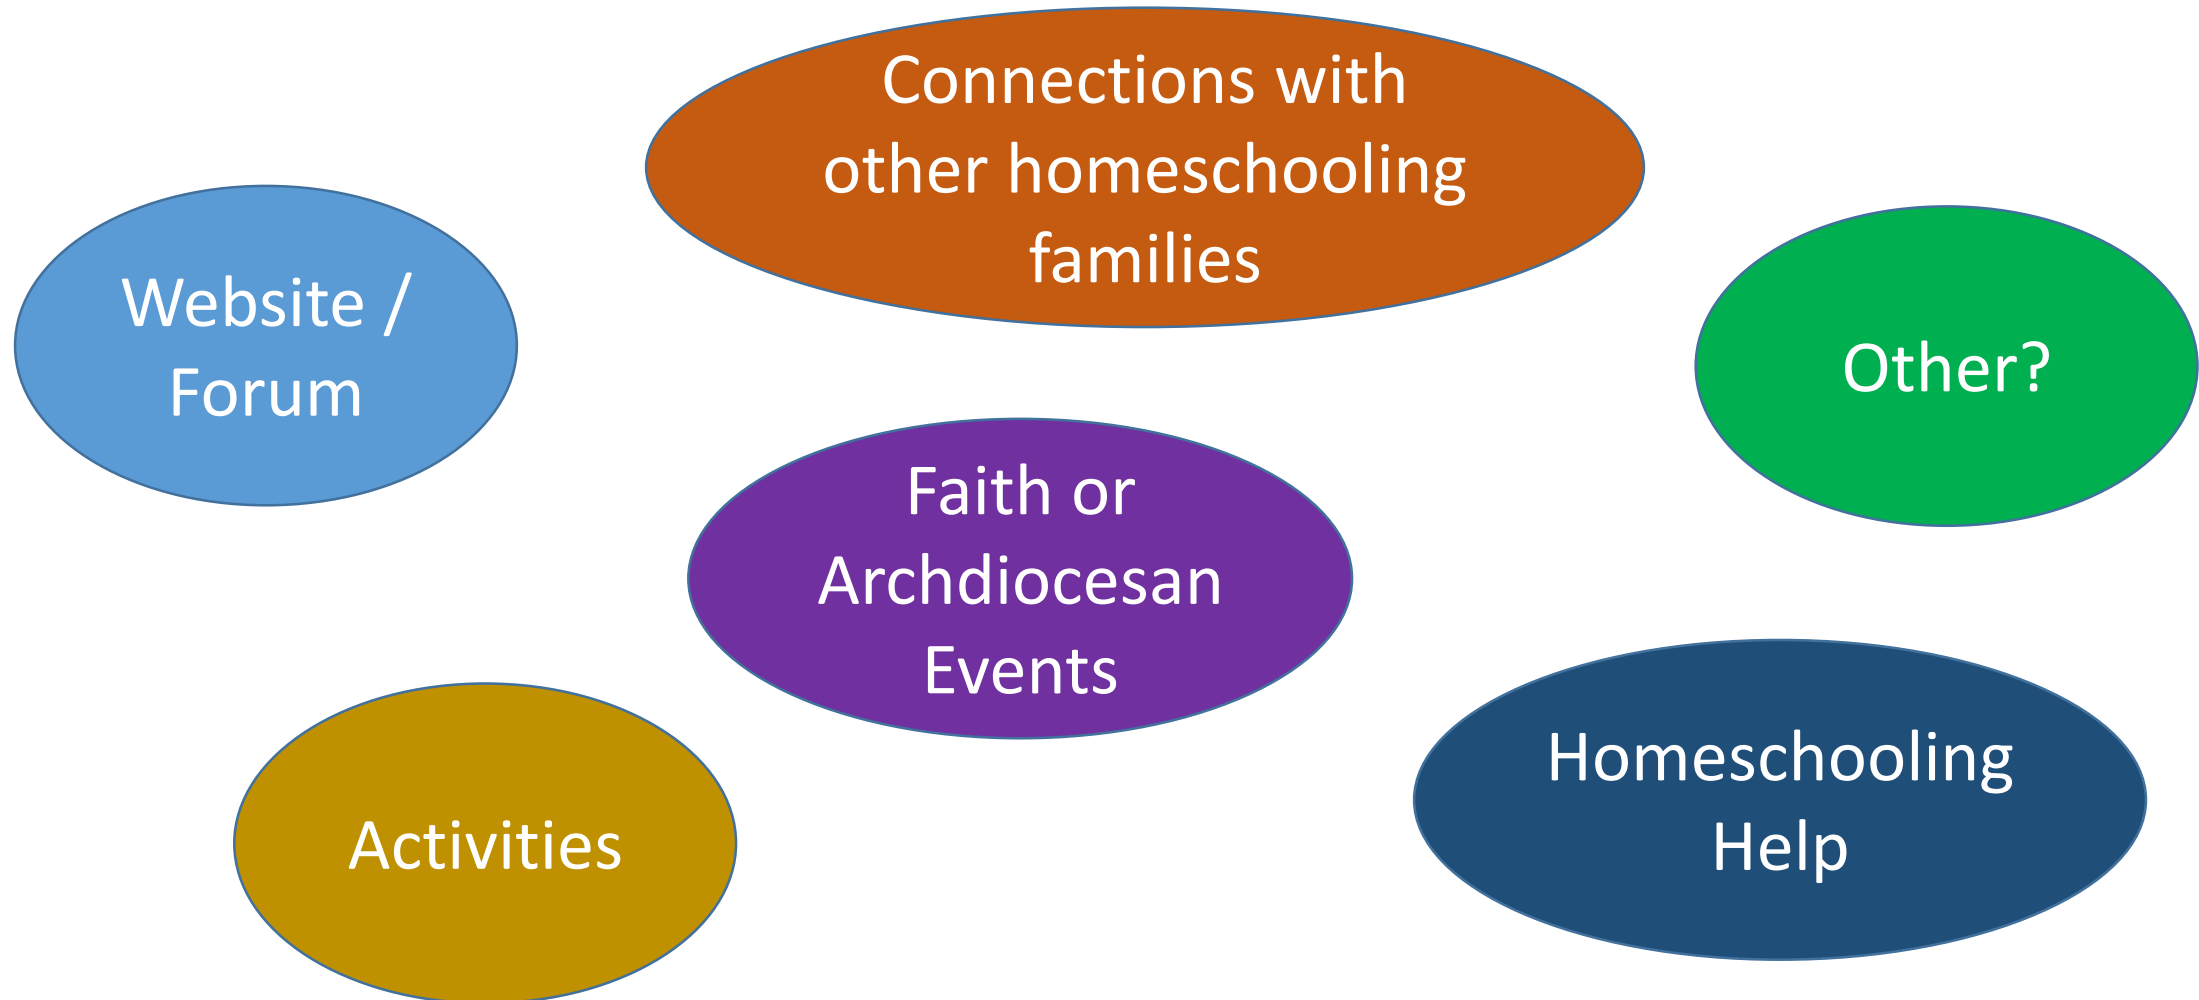 Connections with
other homeschooling
families
Website /
Forum
Other?
Faith or
Archdiocesan
Events
Homeschooling
Help
Activities